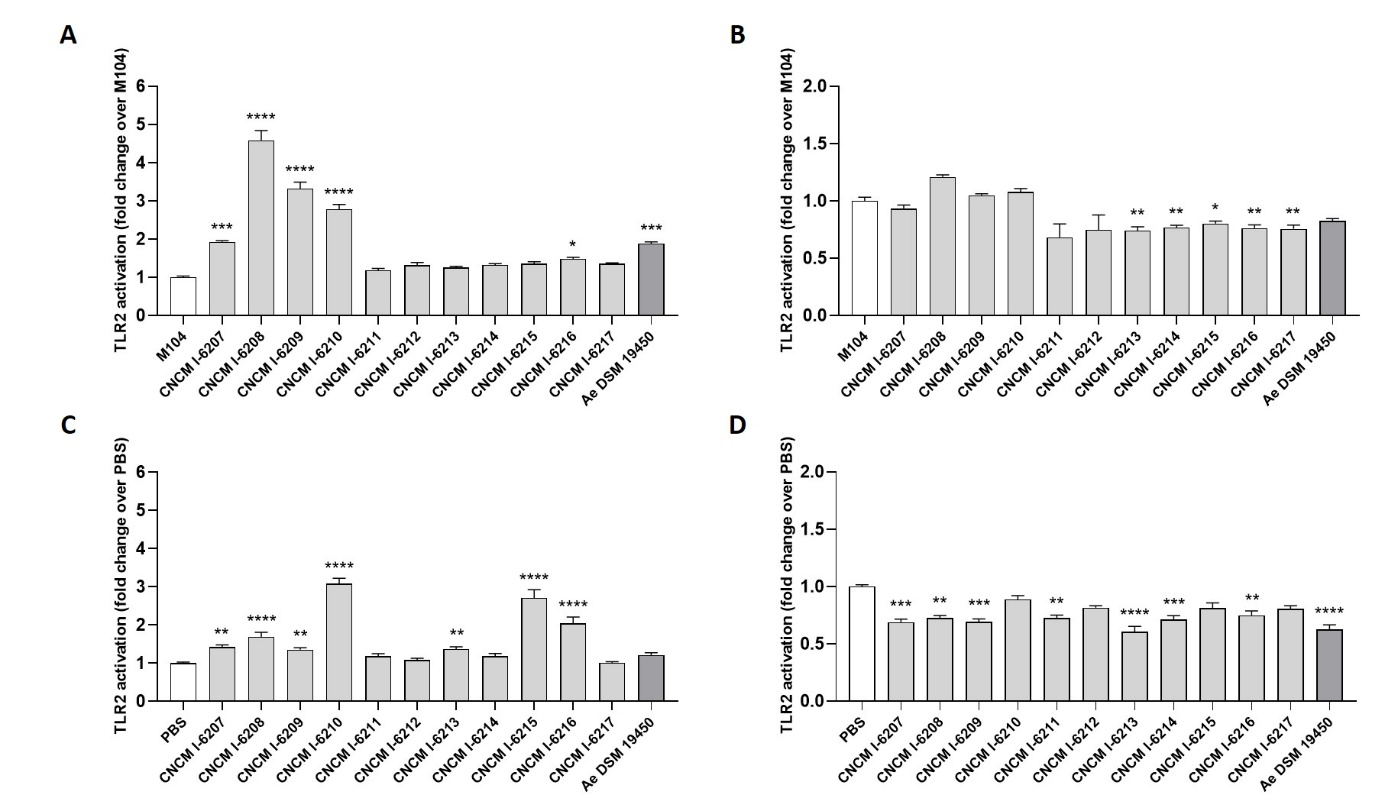 A
TLR2 activation (fold change over M104)
6
5
4
3
2
1
0
***
****
****
****
*
***
M104
CNCM I-6207
CNCM I-6208
CNCM I-6209
CNCM I-6210
CNCM I-6211
CNCM I-6212
CNCM I-6213
CNCM I-6214
CNCM I-6215
CNCM I-6216
CNCM I-6217
Ae DSM 19450
B
TLR2 activation (fold change over M104)
2.0
1.5
1.0
0.5
0.0
**
**
*
**
**
M104
CNCM I-6207
CNCM I-6208
CNCM I-6209
CNCM I-6210
CNCM I-6211
CNCM I-6212
CNCM I-6213
CNCM I-6214
CNCM I-6215
CNCM I-6216
CNCM I-6217
Ae DSM 19450
C
TLR2 activation (fold change over PBS)
6
5
4
3
2
1
0
**
****
**
****
**
****
****
PBS
CNCM I-6207
CNCM I-6208
CNCM I-6209
CNCM I-6210
CNCM I-6211
CNCM I-6212
CNCM I-6213
CNCM I-6214
CNCM I-6215
CNCM I-6216
CNCM I-6217
Ae DSM 19450
D
TLR2 activation (fold change over PBS)
2.0
1.5
1.0
0.5
0.0
***
**
***
**
****
***
**
****
PBS
CNCM I-6207
CNCM I-6208
CNCM I-6209
CNCM I-6210
CNCM I-6211
CNCM I-6212
CNCM I-6213
CNCM I-6214
CNCM I-6215
CNCM I-6216
CNCM I-6217
Ae DSM 19450